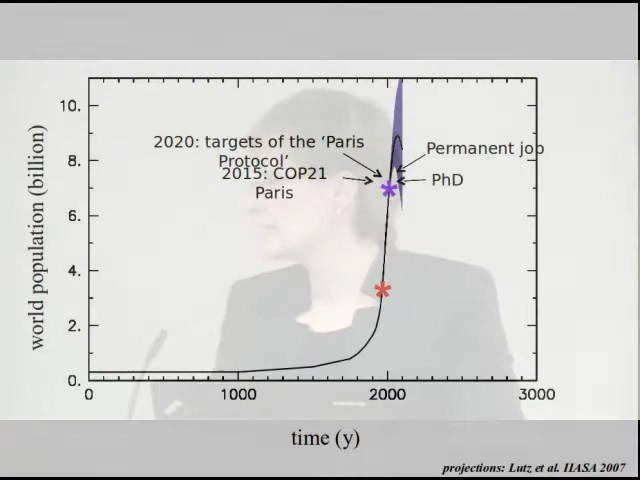 10.
8.
6.
4.
2.
0.
world population (billion)
2020: targets of the ‘Paris
Protocol’
2015: COP21
Paris
Permanent job
PhD
0
1000
2000
3000
time (y)
projections: Lutz et al. IIASA 2007